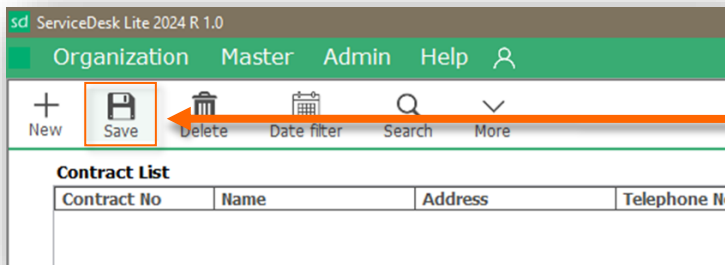 sd ServiceDesk Lite 2024 R 1.0
Organization Master Admin Help
New Save Delete Date filter Search More
Contract List
Contract No Name Address Telephone